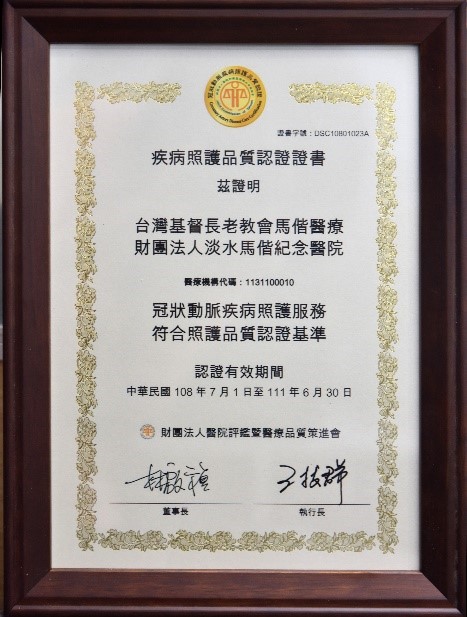 證書字號：DSC10801023A
疾病照護品質認證證書
茲證明
台灣基督長老教會馬偕醫療
財團法人淡水馬偕紀念醫院
醫療機構代碼：1131100010
冠狀動脈疾病照護服務
符合照護品質認證基準
認證有效期間
中華民國 108 年 7 月 1 日至 111 年 6 月 30 日
財團法人醫院評鑑暨醫療品質策進會
王拔群
董事長
執行長